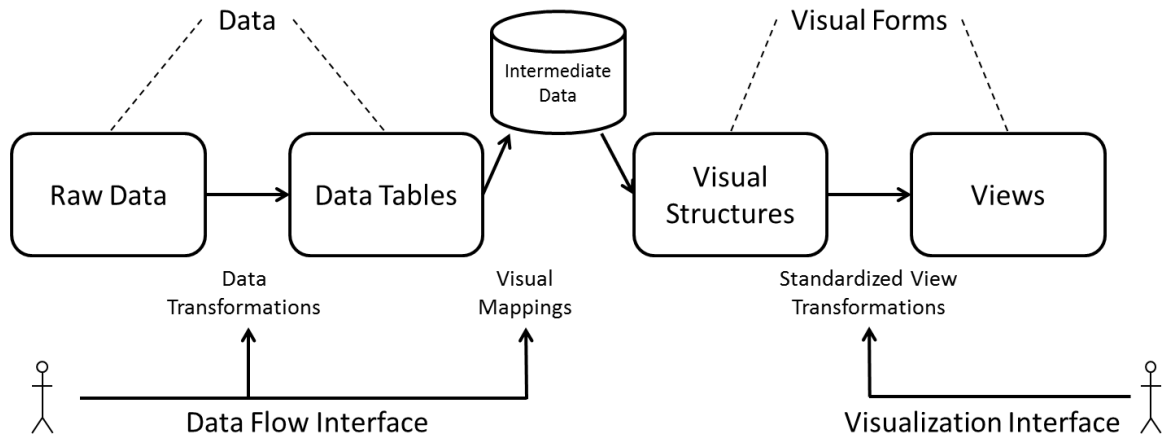 Data
Visual Forms
Intermediate
Data
Raw Data
Data Tables
Visual
Structures
Views
Data
Transformations
Visual
Mappings
Standardized View
Transformations
Data Flow Interface
Visualization Interface